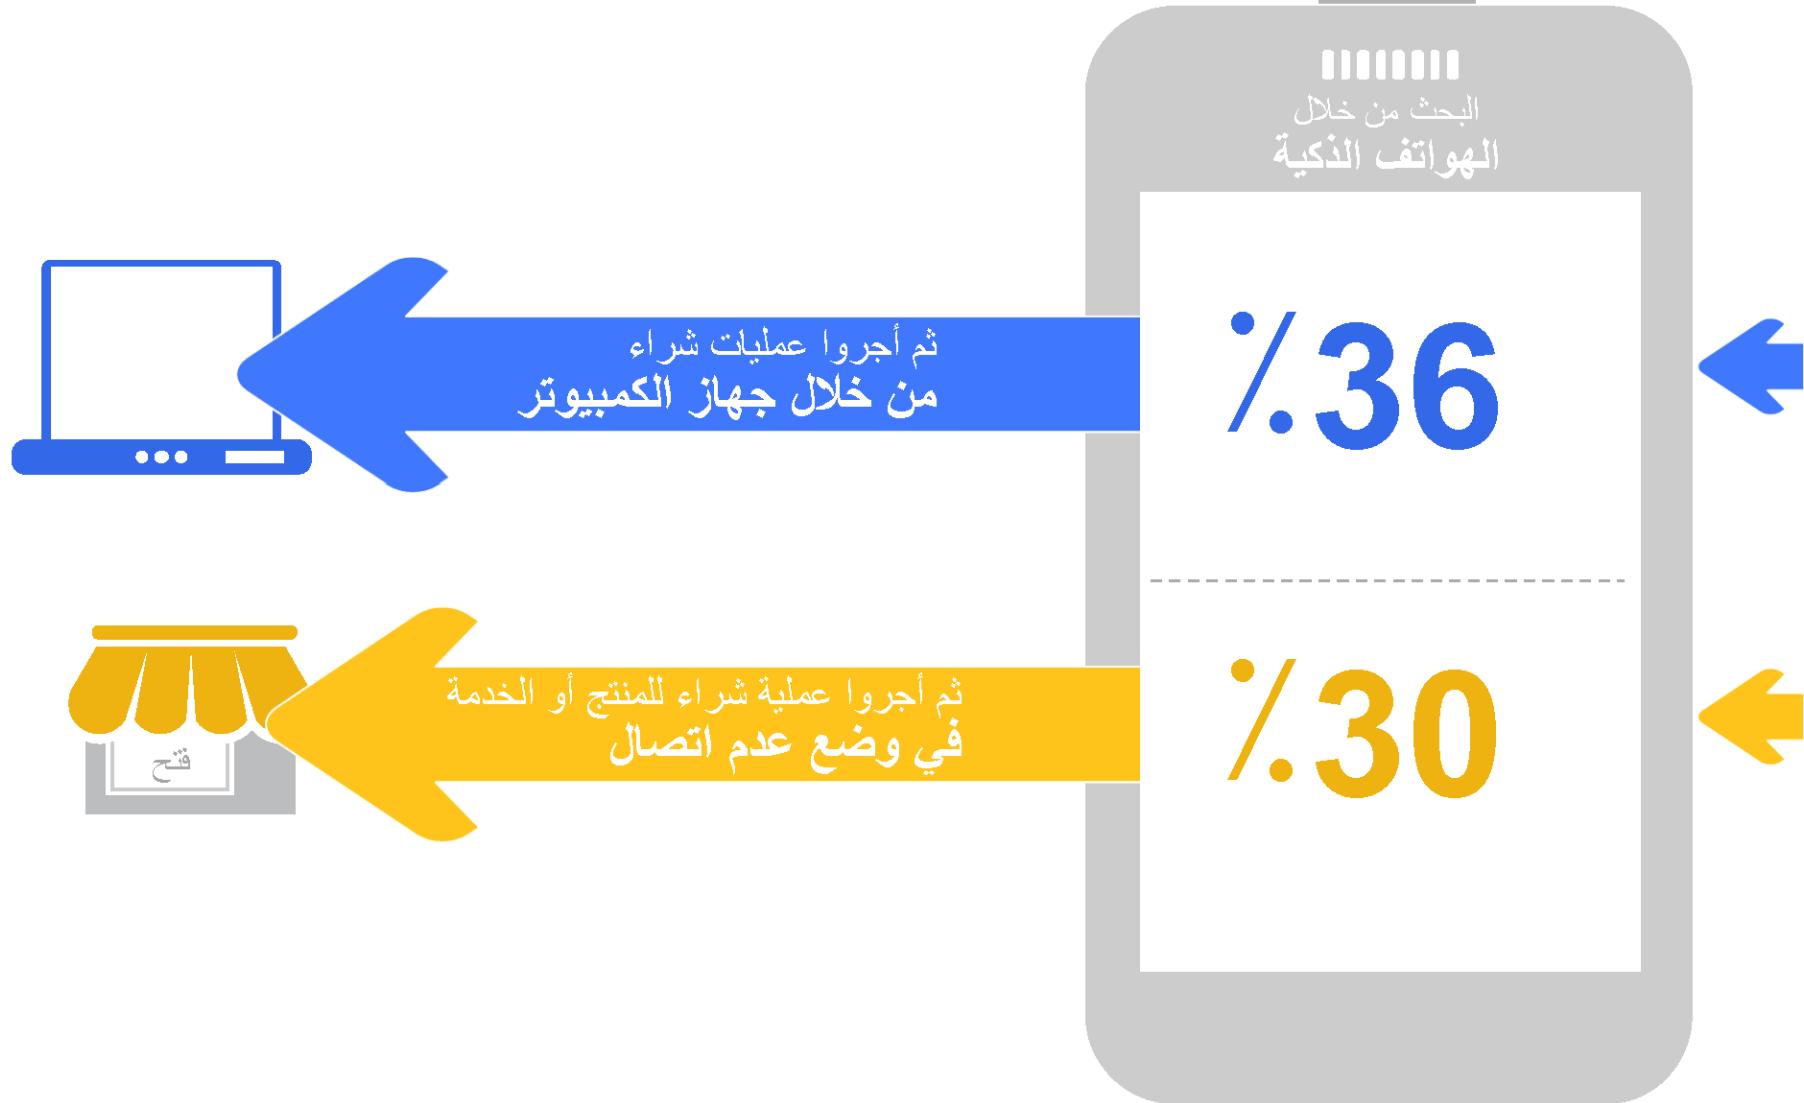 البحث من خلال
الهواتف الذكية
٪36
ثم أجروا عمليات شراء
من خلال جهاز الكمبيوتر
٪30
ثم أجروا عملية شراء للمنتج أو الخدمة
في وضع عدم اتصال
فتح